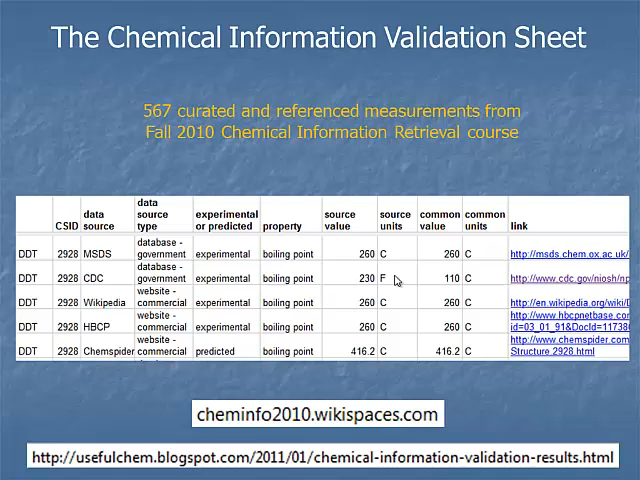 The Chemical Information Validation Sheet
567 curated and referenced measurements from
Fall 2010 Chemical Information Retrieval course
CSID data source data source type experimental or predicted property source value source units common value common units link
DDT 2928 MSDS database - government experimental boiling point 260 C 260 C http://msds.chem.ox.ac.uk/
DDT 2928 CDC database - government experimental boiling point 230 F 110 C http://www.cdc.gov/niosh/np
DDT 2928 Wikipedia website - commercial experimental boiling point 260 C 260 C http://en.wikipedia.org/wiki/D
DDT 2928 HBCP website - commercial experimental boiling point 260 C 260 C http://www.hbcpnetbase.com id=03_01_91&DocId=117386
DDT 2928 Chemspider website - commercial predicted boiling point 416.2 C 416.2 C http://www.chemspider.com Structure 2928.html
cheminfo2010.wikispaces.com
http://usefulchem.blogspot.com/2011/01/chemical-information-validation-results.html